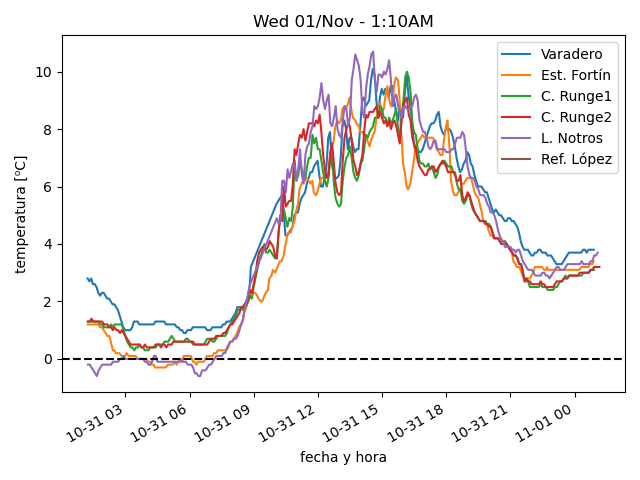 Wed 01/Nov - 1:10AM
temperatura [ºC]
10
8
6
4
2
0
Varadero
Est. Fortín
C. Runge1
C. Runge2
L. Notros
Ref. López
10-31 03
10-31 06
10-31 09
10-31 12
10-31 15
10-31 18
10-31 21
11-01 00
fecha y hora